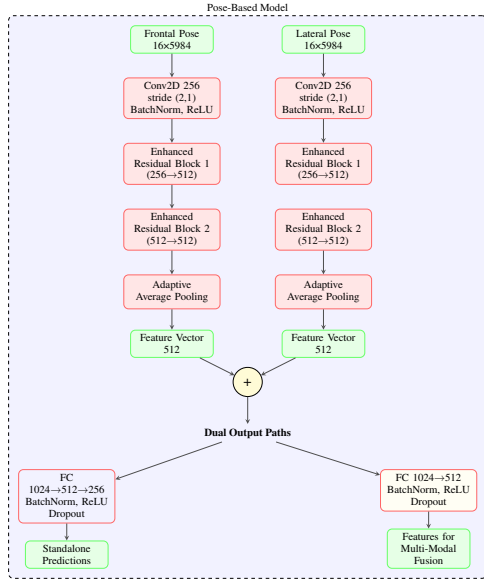 Pose-Based Model
Frontal Pose
16×5984
Lateral Pose
16×5984
Conv2D 256
stride (2,1)
BatchNorm, ReLU
Conv2D 256
stride (2,1)
BatchNorm, ReLU
Enhanced
Residual Block 1
(256→512)
Enhanced
Residual Block 1
(256→512)
Enhanced
Residual Block 2
(512→512)
Enhanced
Residual Block 2
(512→512)
Adaptive
Average Pooling
Adaptive
Average Pooling
Feature Vector
512
Feature Vector
512
+
Dual Output Paths
FC
1024→512→256
BatchNorm, ReLU
Dropout
FC 1024→512
BatchNorm, ReLU
Dropout
Standalone
Predictions
Features for
Multi-Modal
Fusion